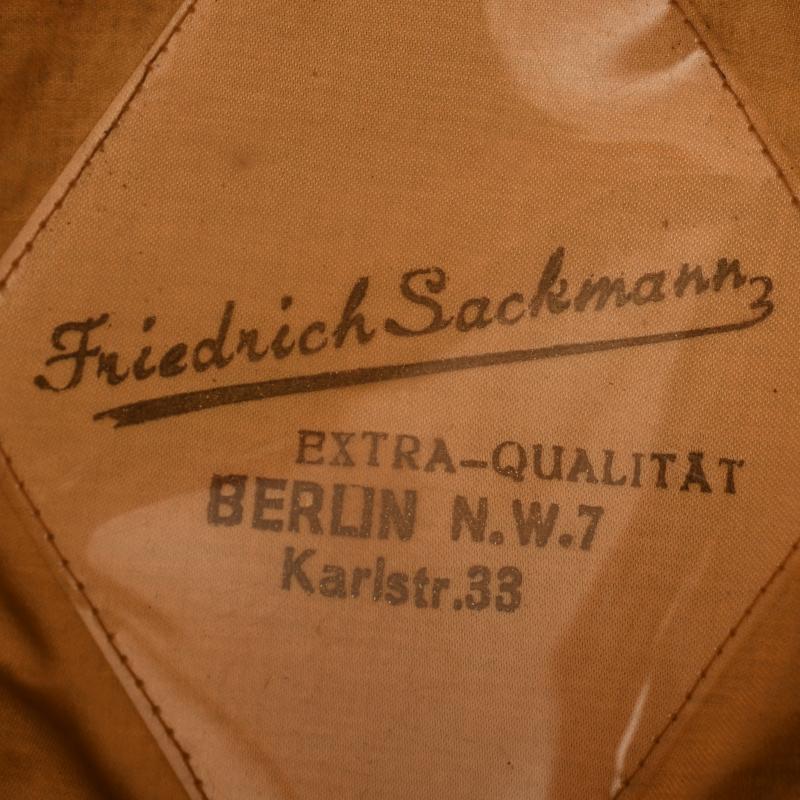 Friedrich Sackmann
EXTRA-QUALITÄT
BERLIN N.W.7
Karlstr.33